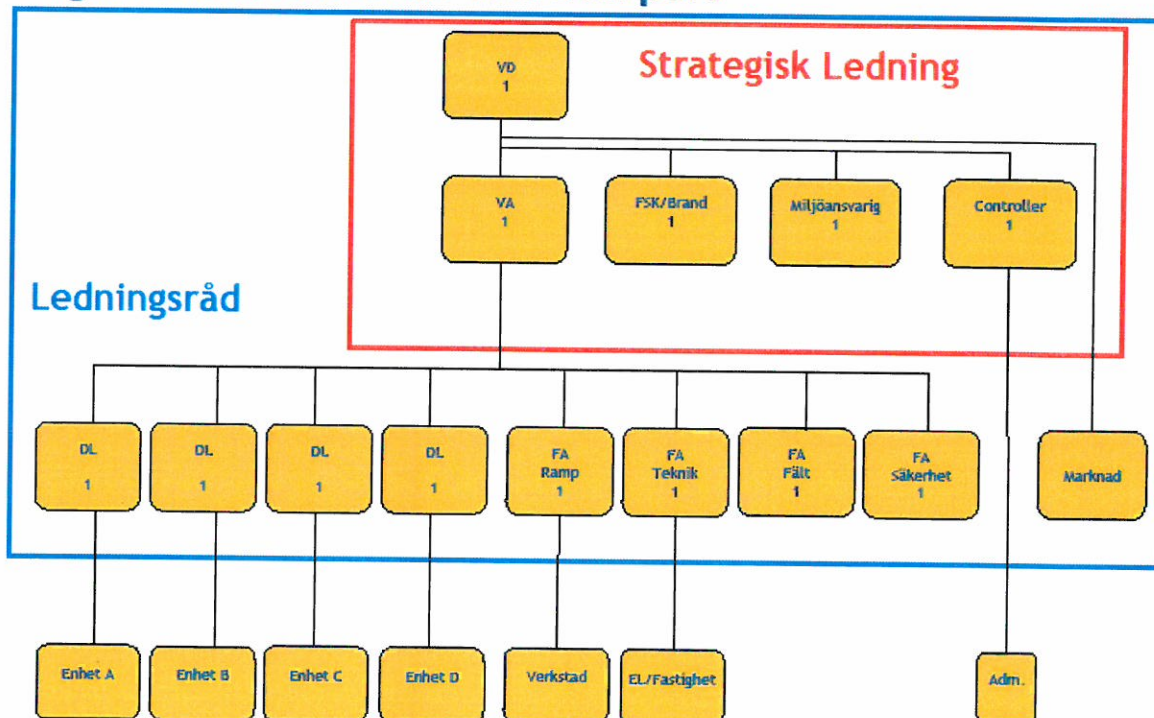 Strategisk Ledning
VD
1
VA
1
FSK/Brand
1
Miljöansvarig
1
Controller
1
Ledningsråd
DL
1
DL
1
DL
1
DL
1
FA
Ramp
1
FA
Teknik
1
FA
Fält
1
FA
Säkerhet
1
Marknad
Enhet A
Enhet B
Enhet C
Enhet D
Verkstad
EL/Fastighet
Adm.